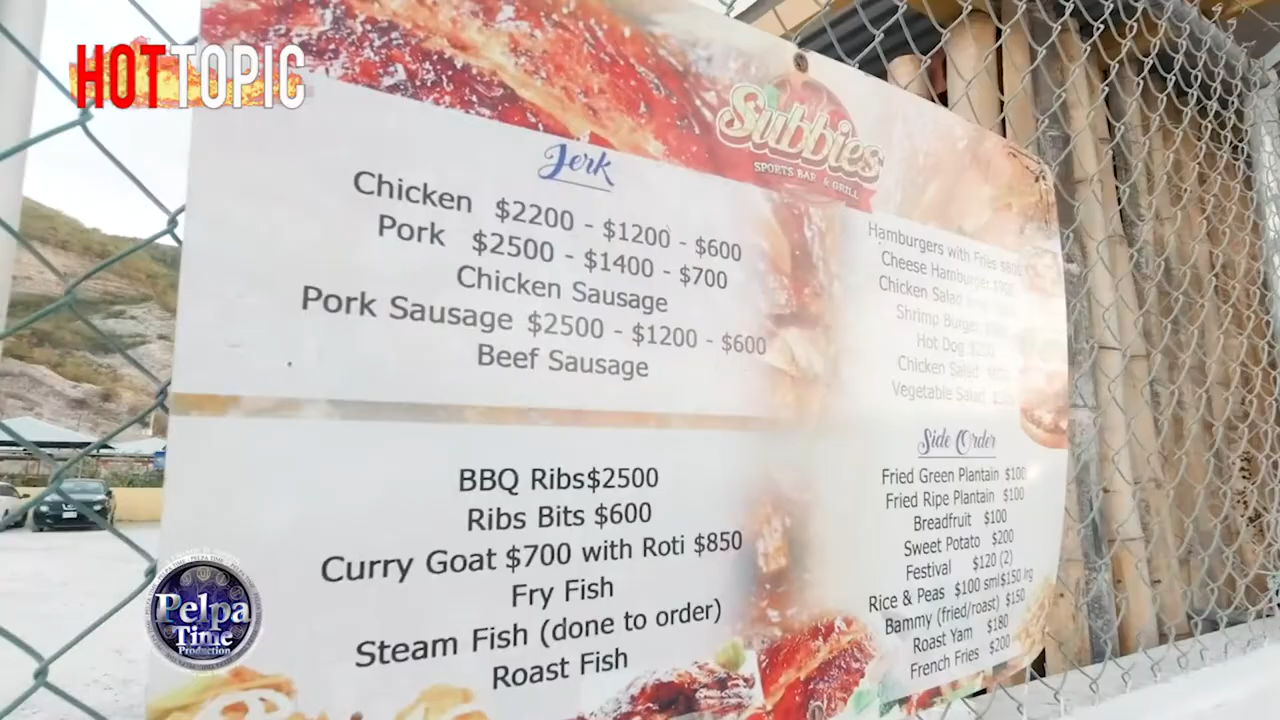 HOT TOPIC
Subbies
SPORTS BAR & GRILL
Jerk
Chicken $2200 - $1200 - $600
Pork $2500 - $1400 - $700
Chicken Sausage
Pork Sausage $2500 - $1200 - $600
Beef Sausage
BBQ Ribs$2500
Ribs Bits $600
Curry Goat $700 with Roti $850
Fry Fish
Steam Fish (done to order)
Roast Fish
Hamburgers with Fries $800
Cheese Hamburger
Chicken Salad
Shrimp Burger
Hot Dog
Chicken Salad
Vegetable Salad
Side Order
Fried Green Plantain $100
Fried Ripe Plantain $100
Breadfruit $100
Sweet Potato $200
Festival $120 (2)
Rice & Peas $100 sml $150 lrg
Bammy (fried/roast) $150
Roast Yam $180
French Fries $200
Pelpa
Time
Production